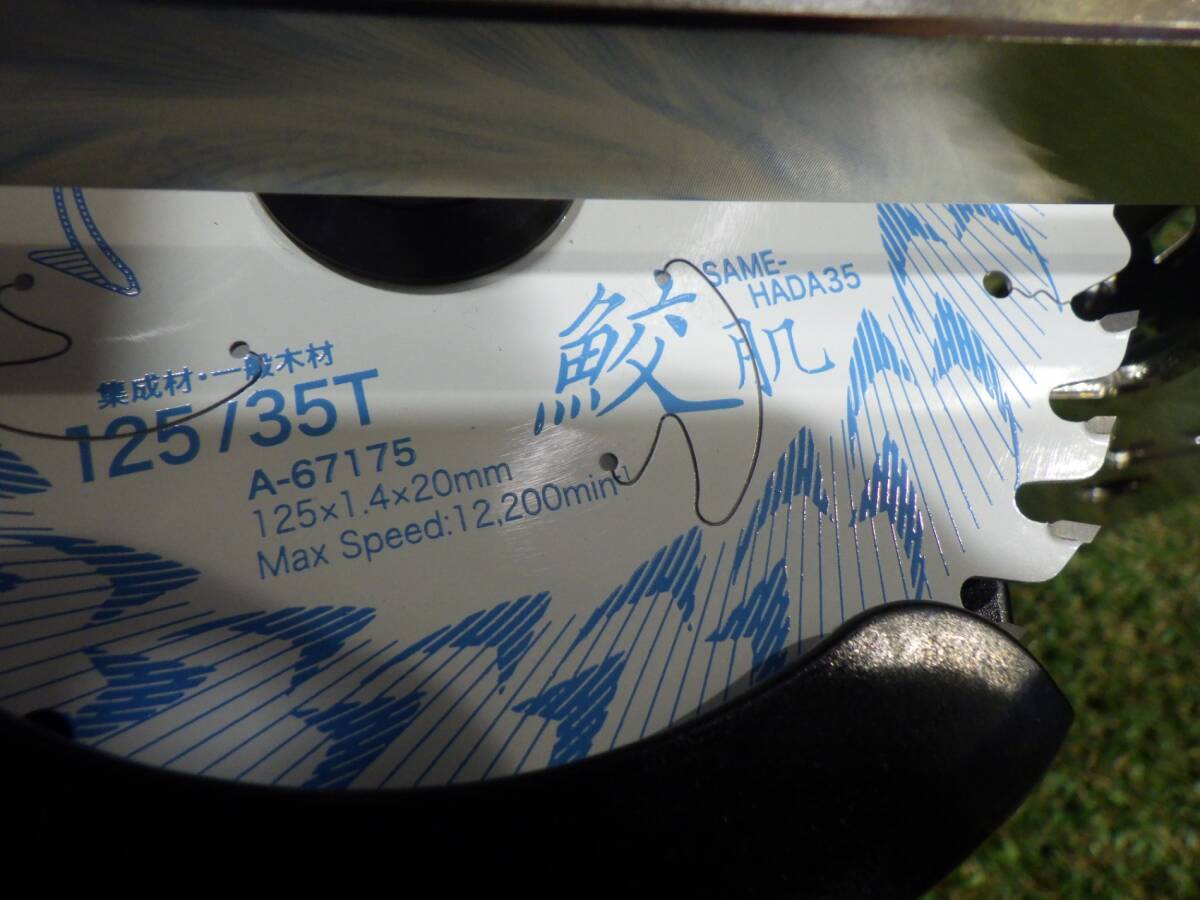 SAME-
HADA35
鮫肌
集成材・一般木材
125/35T
A-67175
125×1.4×20mm
Max Speed:12,200min⁻¹